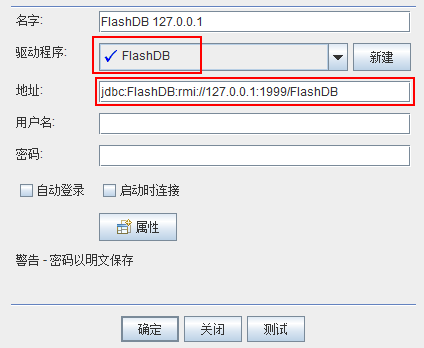 名字: FlashDB 127.0.0.1
驱动程序: ✓ FlashDB 新建
地址: jdbc:FlashDB:rmi://127.0.0.1:1999/FlashDB
用户名:
密码:
自动登录 启动时连接
属性
警告 - 密码以明文保存
确定 关闭 测试